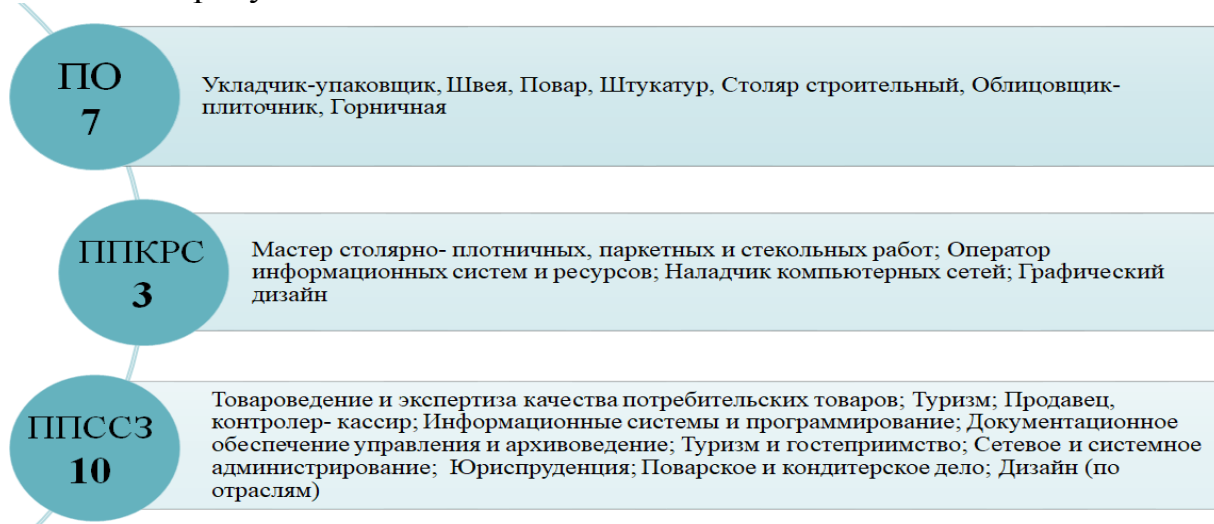 ПО
7
Укладчик-упаковщик, Швея, Повар, Штукатур, Столяр строительный, Облицовщик-
плиточник, Горничная
ППКРС
3
Мастер столярно- плотничных, паркетных и стекольных работ; Оператор
информационных систем и ресурсов; Наладчик компьютерных сетей; Графический
дизайн
ППССЗ
10
Товароведение и экспертиза качества потребительских товаров; Туризм; Продавец,
контролер- кассир; Информационные системы и программирование; Документационное
обеспечение управления и архивоведение; Туризм и гостеприимство; Сетевое и системное
администрирование; Юриспруденция; Поварское и кондитерское дело; Дизайн (по
отраслям)